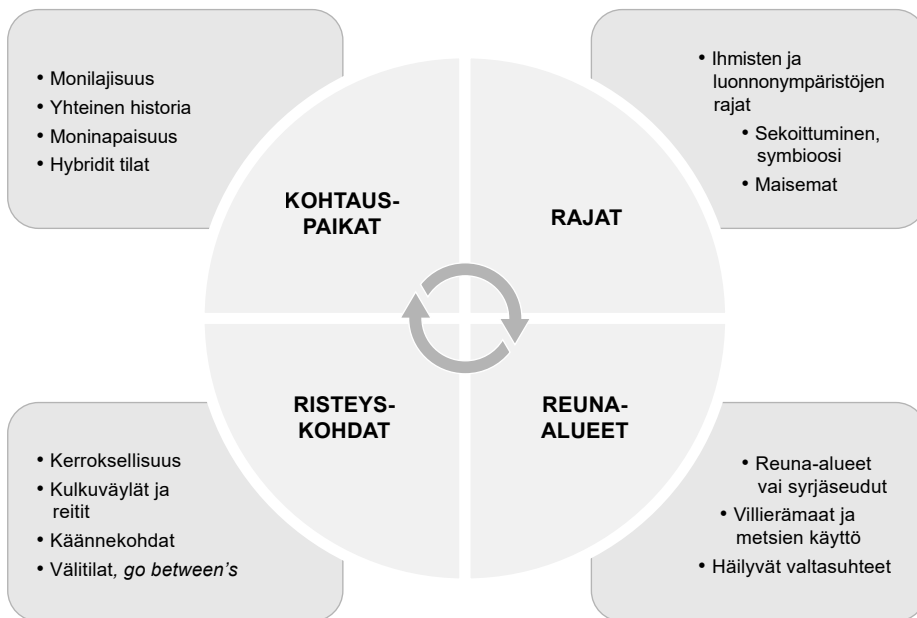 • Monilajisuus
• Yhteinen historia
• Moninapaisuus
• Hybridit tilat
KOHTAUS-
PAIKAT
• Ihmisten ja
luonnonympäristöjen
rajat
• Sekoittuminen,
symbioosi
• Maisemat
RAJAT
• Kerroksellisuus
• Kulkuväylät ja
reitit
• Käännekohdat
• Välitilat, go between's
RISTEYS-
KOHDAT
REUNA-
ALUEET
• Reuna-alueet
vai syrjäseudut
• Villierämaat ja
metsien käyttö
• Häilyvät valtasuhteet